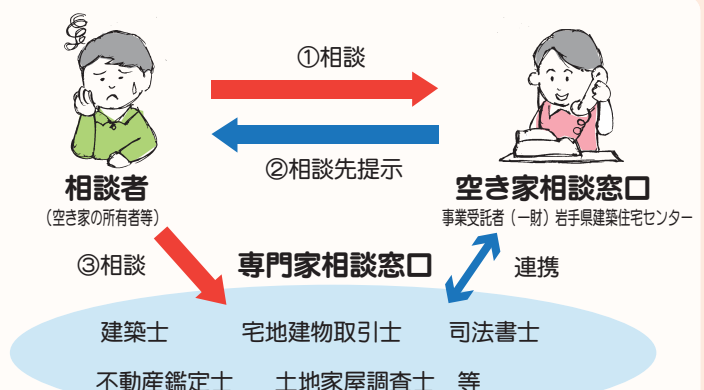 ①相談
②相談先提示
相談者
(空き家の所有者等)
空き家相談窓口
事業受託者(一財)岩手県建築住宅センター
③相談
専門家相談窓口
連携
建築士 宅地建物取引士 司法書士
不動産鑑定士 土地家屋調査士 等